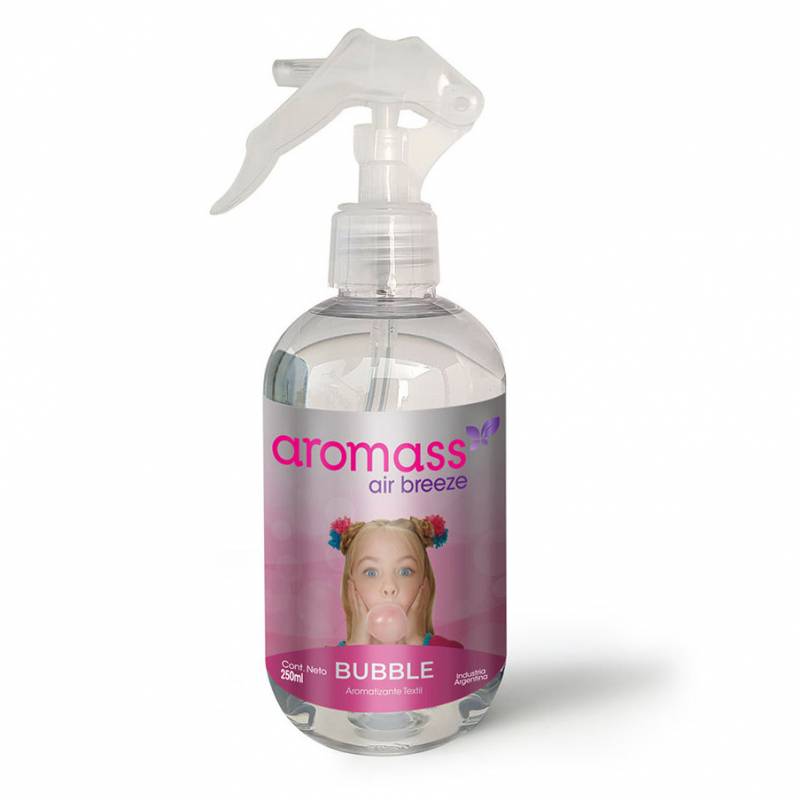 aromass
air breeze
Cont. Neto
250ml
BUBBLE
Aromatizante Textil
Industria
Argentina